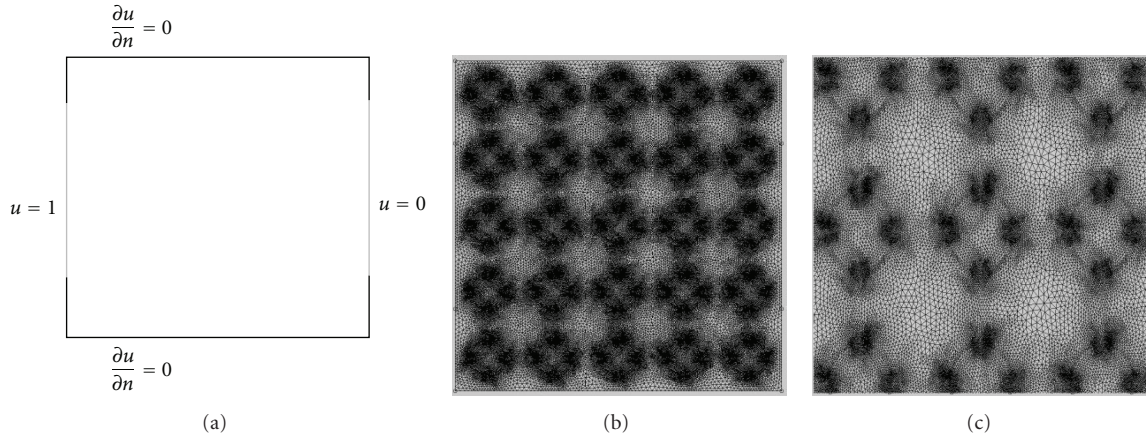 ∂u/∂n = 0
u = 1
u = 0
∂u/∂n = 0
(a)
(b)
(c)